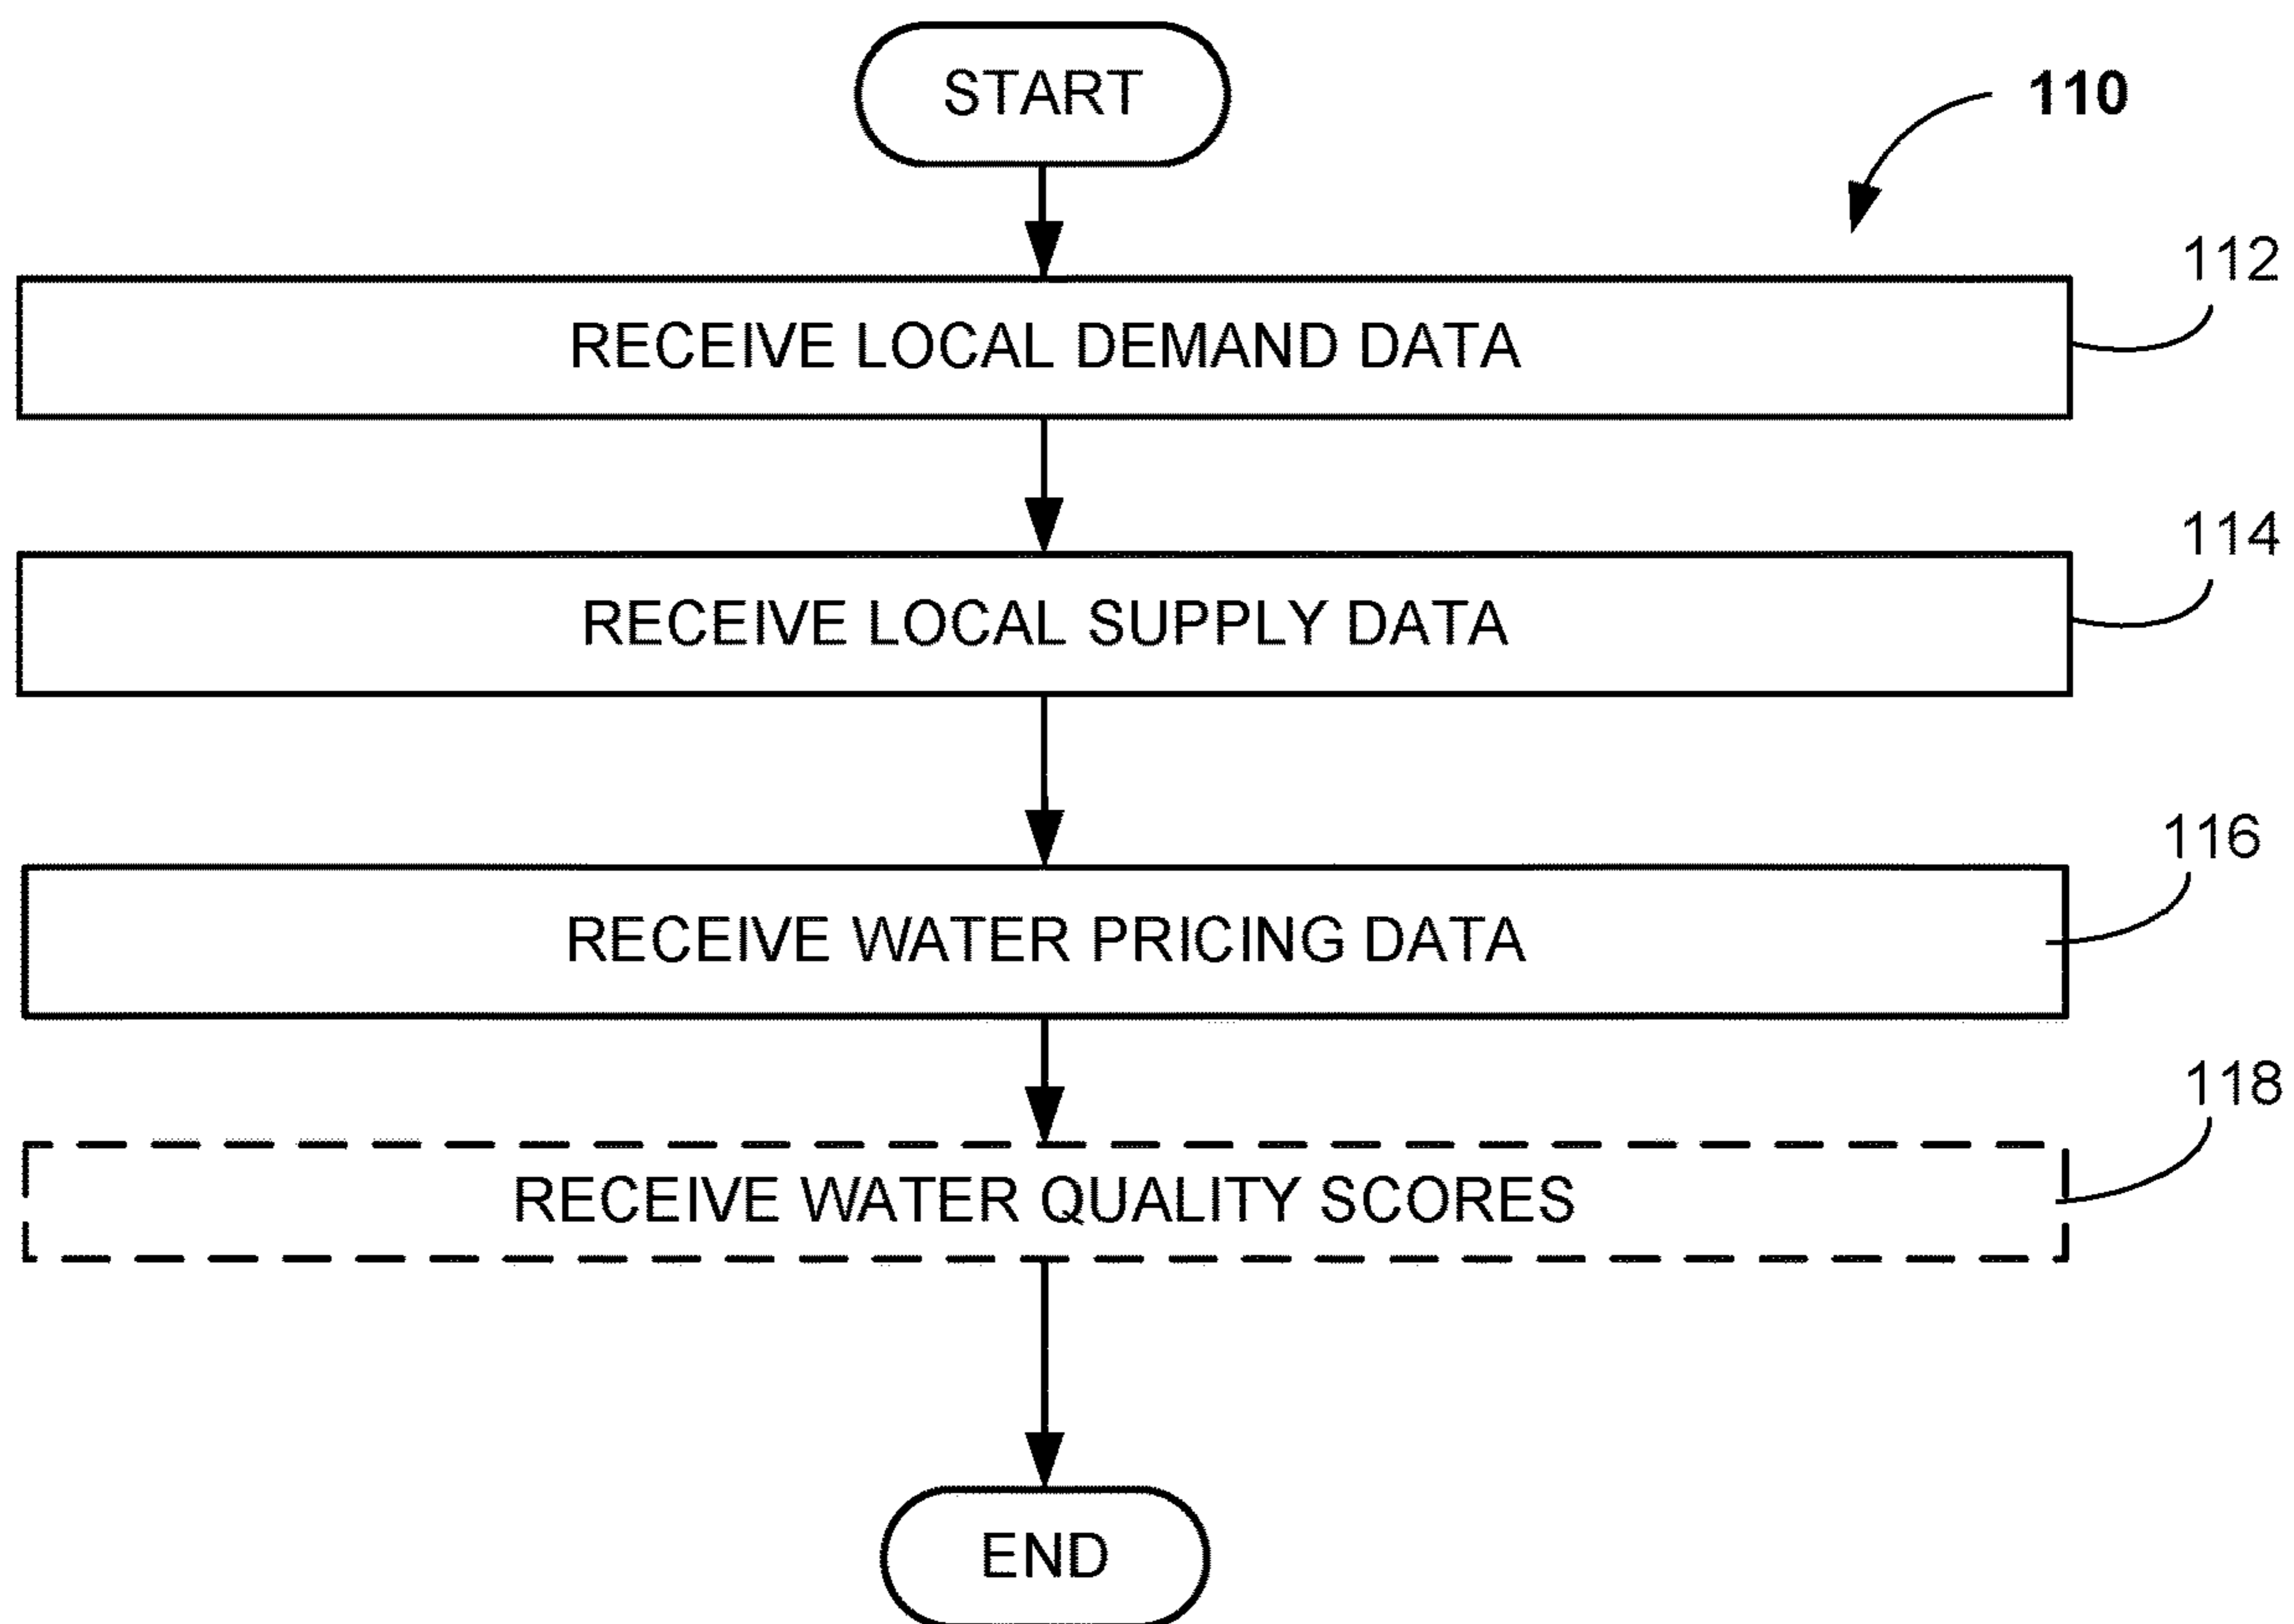 START
110
112
RECEIVE LOCAL DEMAND DATA
114
RECEIVE LOCAL SUPPLY DATA
116
RECEIVE WATER PRICING DATA
118
RECEIVE WATER QUALITY SCORES
END